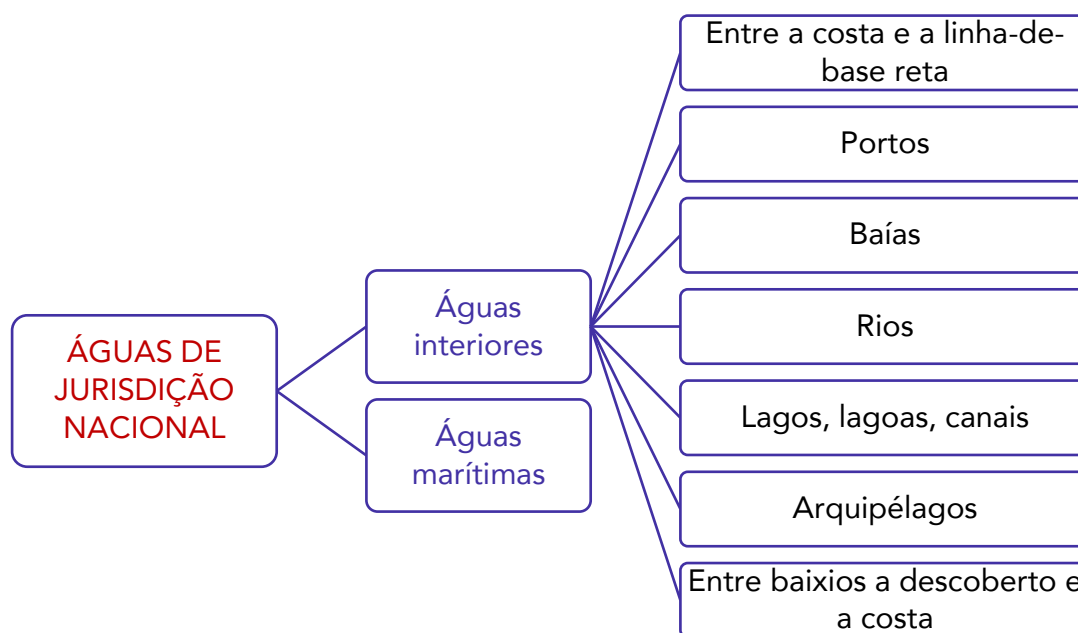 ÁGUAS DE
JURISDIÇÃO
NACIONAL
Águas
interiores
Águas
marítimas
Entre a costa e a linha-de-
base reta
Portos
Baías
Rios
Lagos, lagoas, canais
Arquipélagos
Entre baixios a descoberto e
a costa